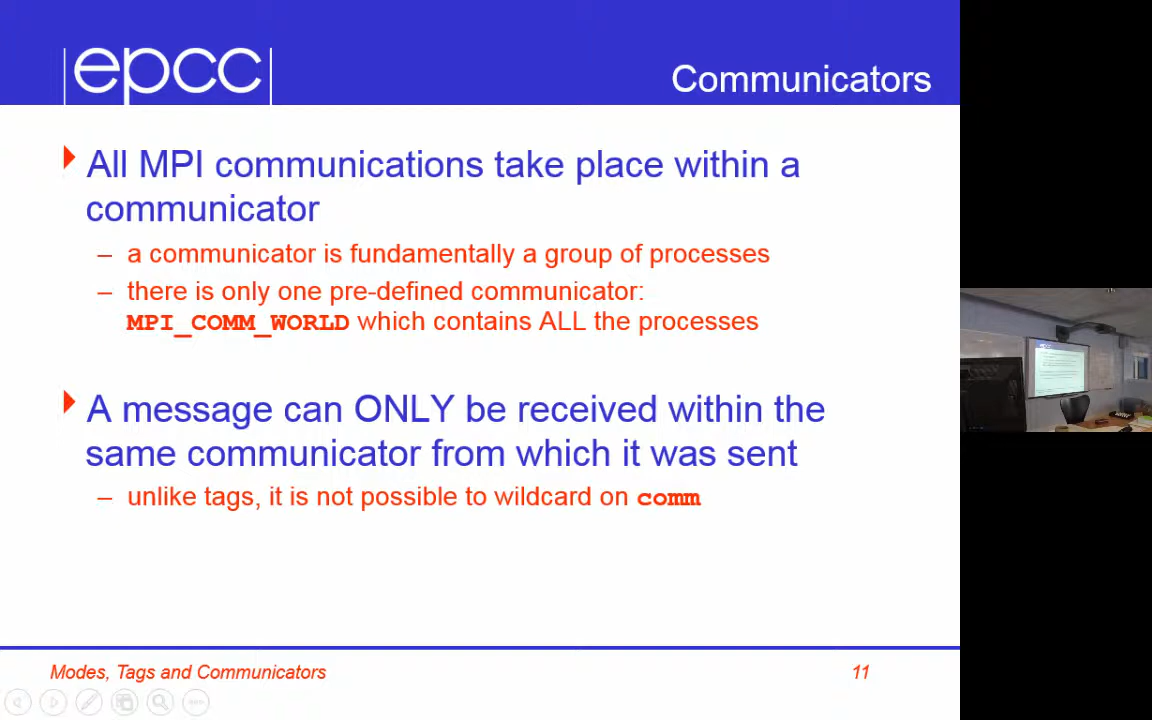 |epcc|
Communicators
All MPI communications take place within a
communicator
– a communicator is fundamentally a group of processes
– there is only one pre-defined communicator:
MPI_COMM_WORLD which contains ALL the processes
A message can ONLY be received within the
same communicator from which it was sent
– unlike tags, it is not possible to wildcard on comm
Modes, Tags and Communicators
11
epcc